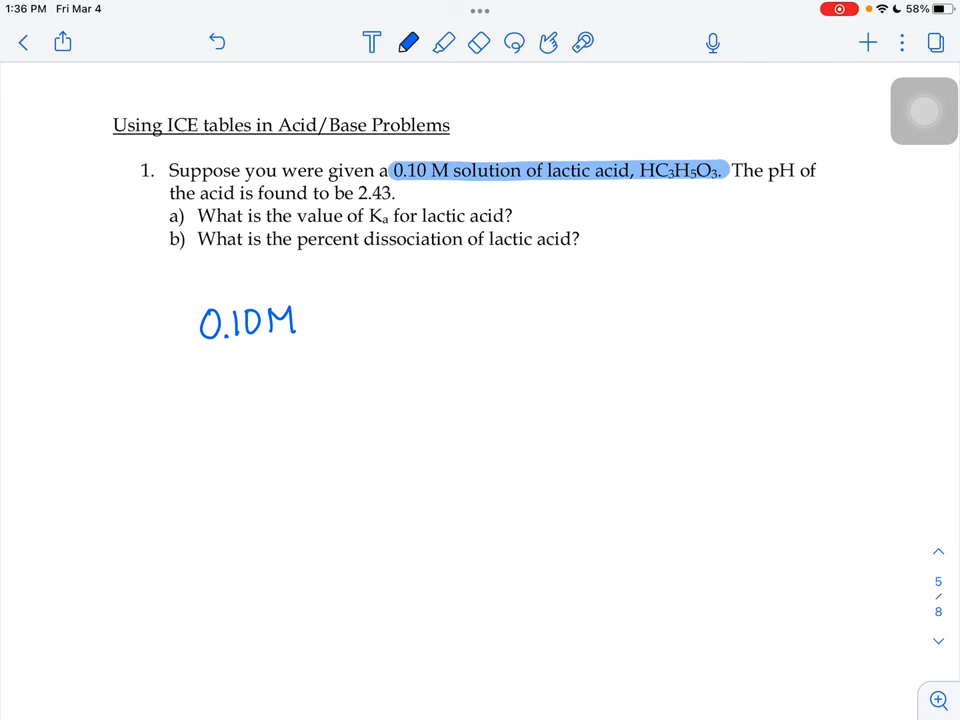 1:36 PM Fri Mar 4
58%
Using ICE tables in Acid/Base Problems
1. Suppose you were given a 0.10 M solution of lactic acid, HC₃H₅O₃. The pH of
the acid is found to be 2.43.
a) What is the value of Kₐ for lactic acid?
b) What is the percent dissociation of lactic acid?
0.10M
5
/
8